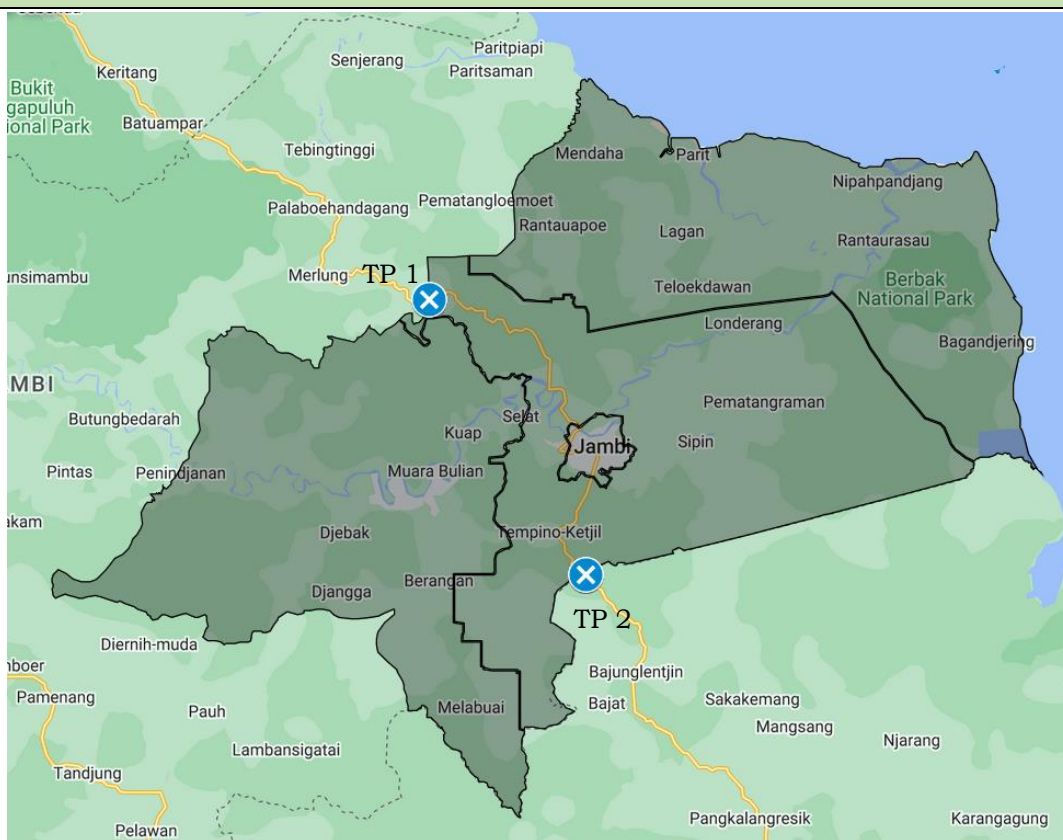 Paritpiapi
Senjerang
Paritsaman
Keritang
Bukit
gapuluh
ional Park
Batuampar
Tebingtinggi
Mendaha
Parit
Nipahpandjang
Palaboehandagang
Pematangloemoet
Rantauapoe
Lagan
Rantaurasau
unsimambu
Merlung
TP 1
Teloekdawan
Berbak
National Park
Londerang
Bagandjering
MBI
Butungbedarah
Selat
Pematangraman
Kuap
Jambi
Sipin
Pintas
Penindjanan
Muara Bulian
akam
Djebak
Tempino-Ketjil
Djangga
Berangan
TP 2
Diernih-muda
nboer
Bajunglentjin
Pamenang
Pauh
Melabuai
Bajat
Sakakemang
Mangsang
Njarang
Lambansigatai
Tandjung
Pelawan
Pangkalangresik
Karangagung